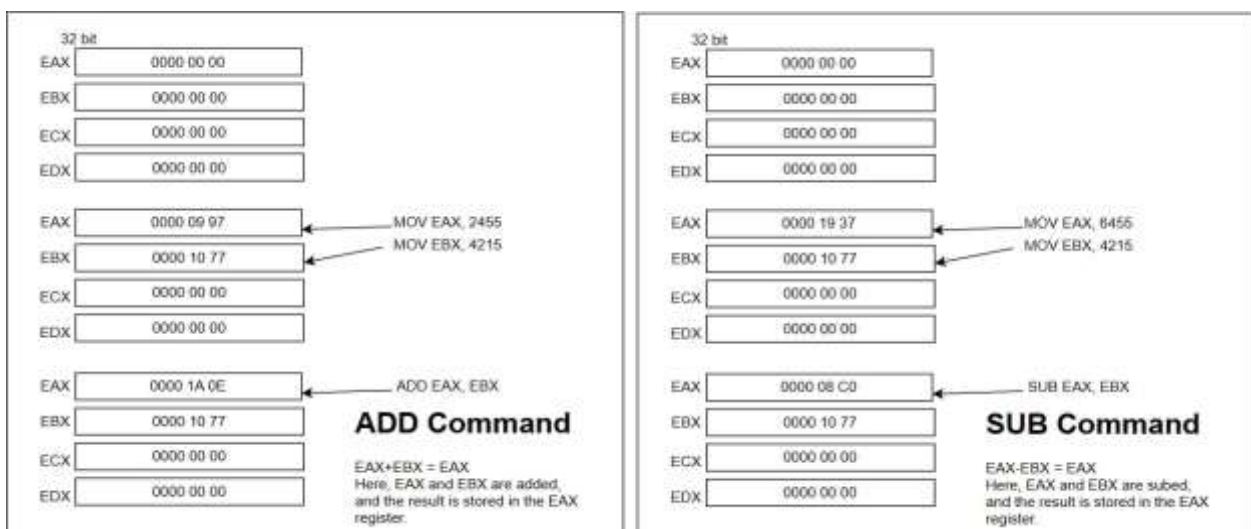 32 bit
EAX 0000 00 00
EBX 0000 00 00
ECX 0000 00 00
EDX 0000 00 00
EAX 0000 09 97 MOV EAX, 2455
MOV EBX, 4215
EBX 0000 10 77
ECX 0000 00 00
EDX 0000 00 00
EAX 0000 1A 0E ADD EAX, EBX
EBX 0000 10 77
ADD Command
ECX 0000 00 00
EDX 0000 00 00
EAX+EBX = EAX
Here, EAX and EBX are added,
and the result is stored in the EAX
register.
32 bit
EAX 0000 00 00
EBX 0000 00 00
ECX 0000 00 00
EDX 0000 00 00
EAX 0000 19 37 MOV EAX, 6455
MOV EBX, 4215
EBX 0000 10 77
ECX 0000 00 00
EDX 0000 00 00
EAX 0000 08 C0 SUB EAX, EBX
EBX 0000 10 77
SUB Command
ECX 0000 00 00
EDX 0000 00 00
EAX-EBX = EAX
Here, EAX and EBX are subed,
and the result is stored in the EAX
register.